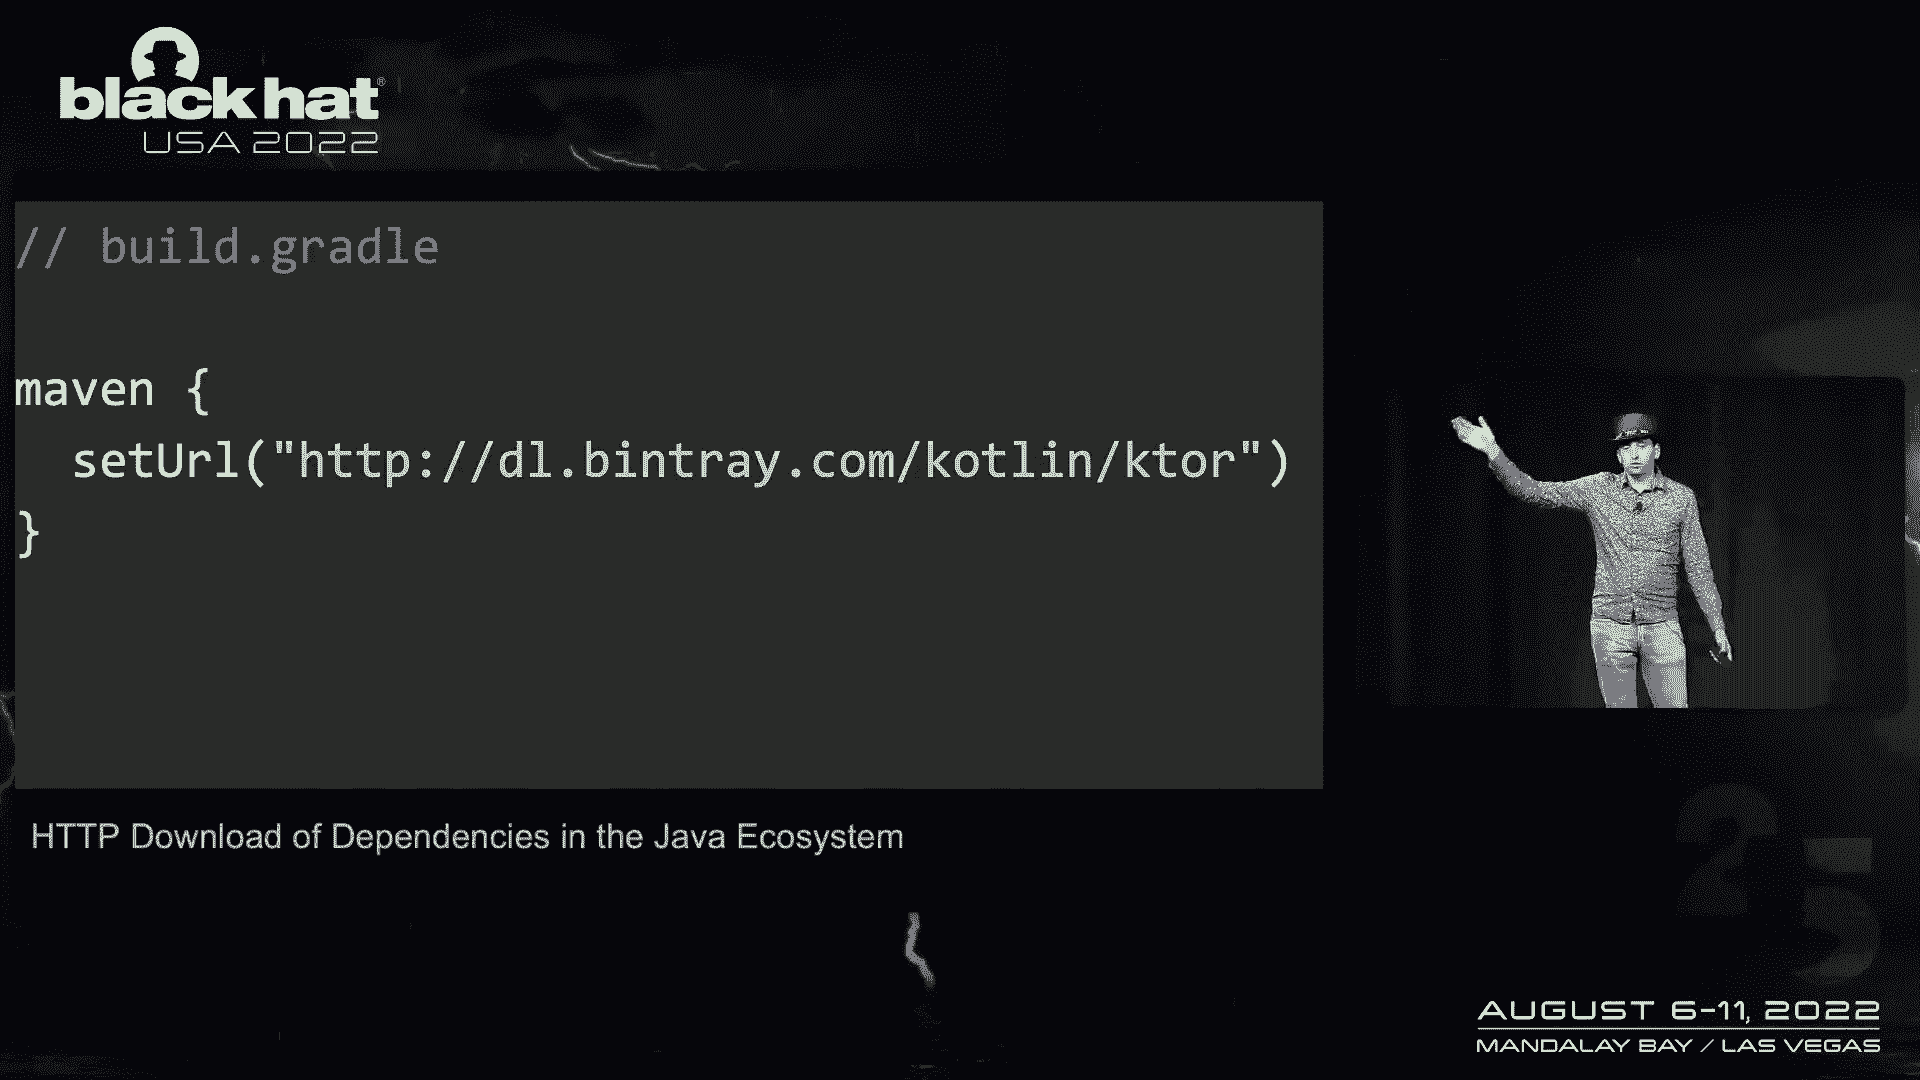 black hat®
USA 2022
// build.gradle
maven {
  setUrl("http://dl.bintray.com/kotlin/ktor")
}
HTTP Download of Dependencies in the Java Ecosystem
25
AUGUST 6-11, 2022
MANDALAY BAY / LAS VEGAS